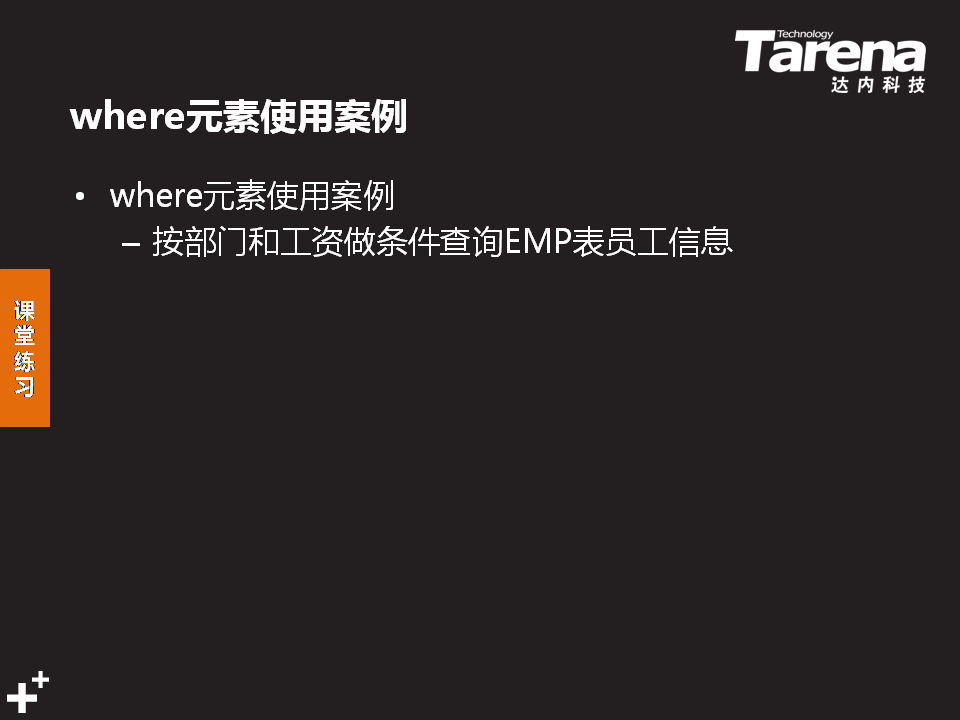 Technology
Tarena
达内科技
where元素使用案例
• where元素使用案例
– 按部门和工资做条件查询EMP表员工信息
课
堂
练
习